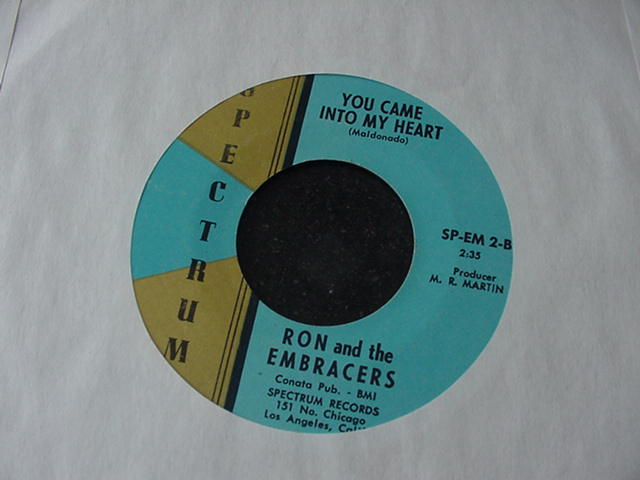 SPECTRUM
YOU CAME
INTO MY HEART
(Maldonado)
SP-EM 2-B
2:35
Producer
M. R. MARTIN
RON and the
EMBRACERS
Conata Pub. - BMI
SPECTRUM RECORDS
151 No. Chicago
Los Angeles,